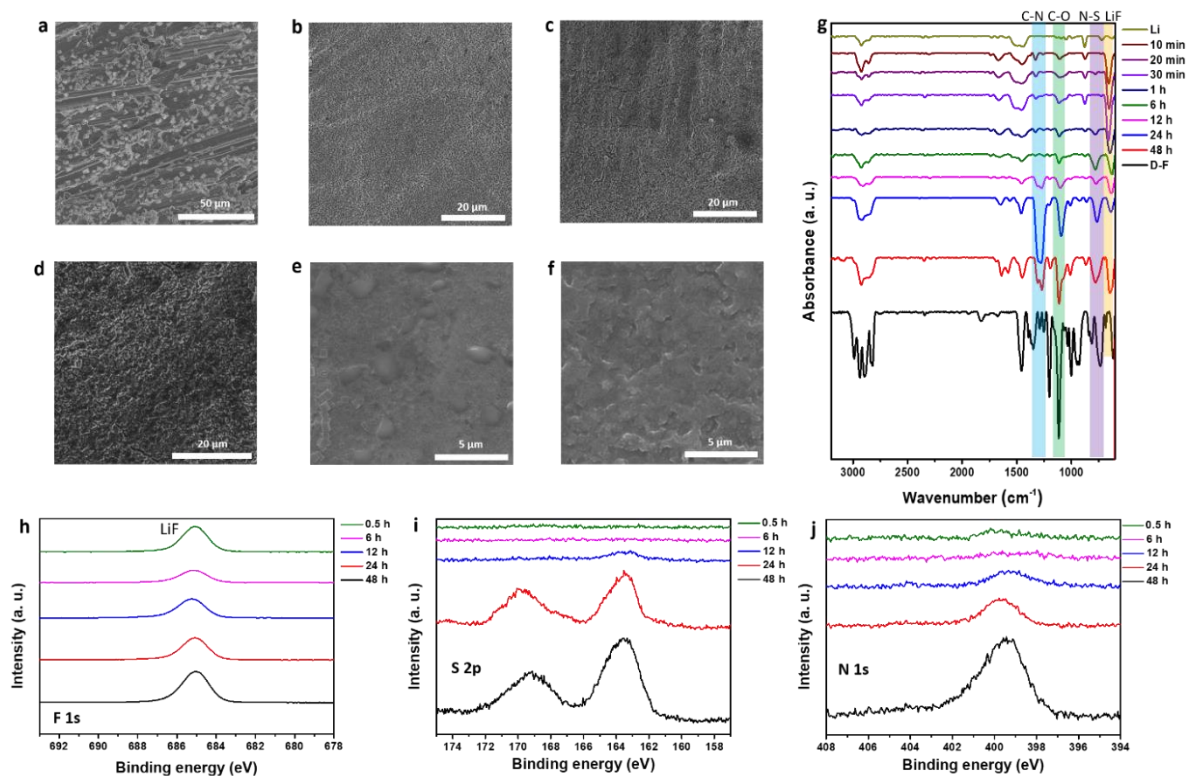 a
50 µm
b
20 µm
c
20 µm
d
20 µm
e
5 µm
f
5 µm
g
C-N C-O N-S LiF
Li
10 min
20 min
30 min
1 h
6 h
12 h
24 h
48 h
D-F
Absorbance (a. u.)
3200 2000 1500 1000
Wavenumber (cm⁻¹)
h
LiF
0.5 h
6 h
12 h
24 h
48 h
Intensity (a. u.)
F 1s
692 690 688 686 684 682 680 678
Binding energy (eV)
i
0.5 h
6 h
12 h
24 h
48 h
Intensity (a. u.)
S 2p
175 174 172 170 168 166 164 162 160 158
Binding energy (eV)
j
0.5 h
6 h
12 h
24 h
48 h
Intensity (a. u.)
N 1s
408 406 404 402 400 398 396 394
Binding energy (eV)